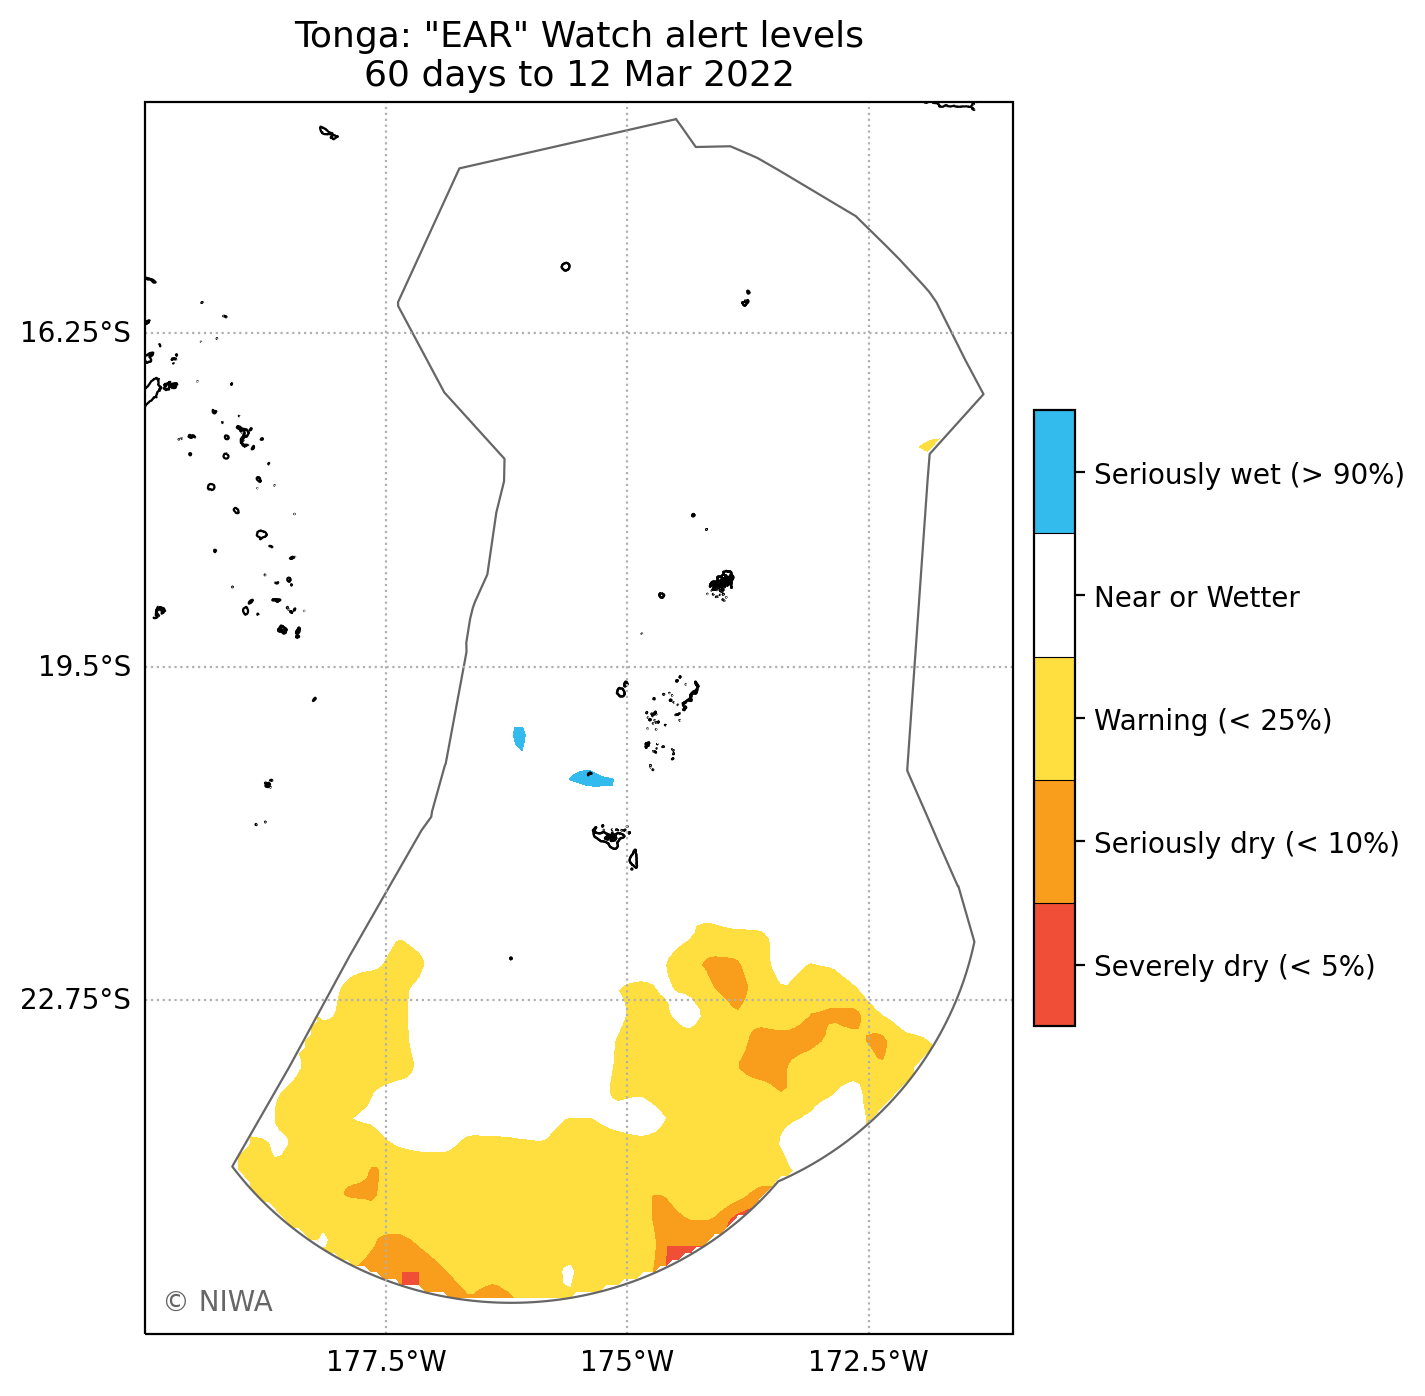 Tonga: "EAR" Watch alert levels
60 days to 12 Mar 2022
16.25°S
19.5°S
22.75°S
177.5°W
175°W
172.5°W
Seriously wet (> 90%)
Near or Wetter
Warning (< 25%)
Seriously dry (< 10%)
Severely dry (< 5%)
© NIWA